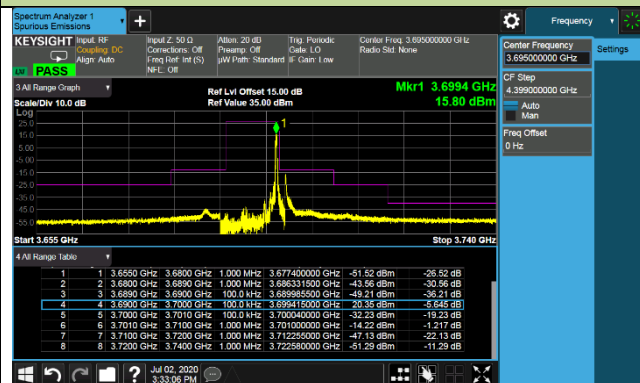 Spectrum Analyzer 1
Spurious Emissions
Frequency
KEYSIGHT
Input: RF
Coupling: DC
Align: Auto
Input Z: 50 Ω
Corrections: Off
Freq Ref: Int (S)
NFE: Off
Atten: 20 dB
Preamp: Off
µW Path: Standard
Trig: Periodic
Gate: LO
IF Gain: Low
Center Freq: 3.695000000 GHz
Radio Std: None
PASS
3 All Range Graph
Scale/Div 10.0 dB
Ref Lvl Offset 15.00 dB
Ref Value 35.00 dBm
Mkr1 3.6994 GHz
15.80 dBm
Log
25.0
15.0
5.00
-5.00
-15.0
-25.0
-35.0
-45.0
-55.0
1
Start 3.655 GHz
Stop 3.740 GHz
4 All Range Table
1 1 3.6550 GHz 3.6800 GHz 1.000 MHz 3.677400000 GHz -51.52 dBm -26.52 dB
2 2 3.6800 GHz 3.6890 GHz 1.000 MHz 3.686331500 GHz -43.56 dBm -30.56 dB
3 3 3.6890 GHz 3.6900 GHz 100.0 kHz 3.689985500 GHz -49.21 dBm -36.21 dB
4 4 3.6900 GHz 3.7000 GHz 100.0 kHz 3.699415000 GHz 20.35 dBm -5.645 dB
5 5 3.7000 GHz 3.7010 GHz 100.0 kHz 3.700040000 GHz -32.23 dBm -19.23 dB
6 6 3.7010 GHz 3.7100 GHz 1.000 MHz 3.701000000 GHz -14.22 dBm -1.217 dB
7 7 3.7100 GHz 3.7200 GHz 1.000 MHz 3.712255000 GHz -47.13 dBm -22.13 dB
8 8 3.7200 GHz 3.7400 GHz 1.000 MHz 3.722580000 GHz -51.29 dBm -11.29 dB
Center Frequency
3.695000000 GHz
Settings
CF Step
4.399000000 GHz
Auto
Man
Freq Offset
0 Hz
Jul 02, 2020
3:33:06 PM